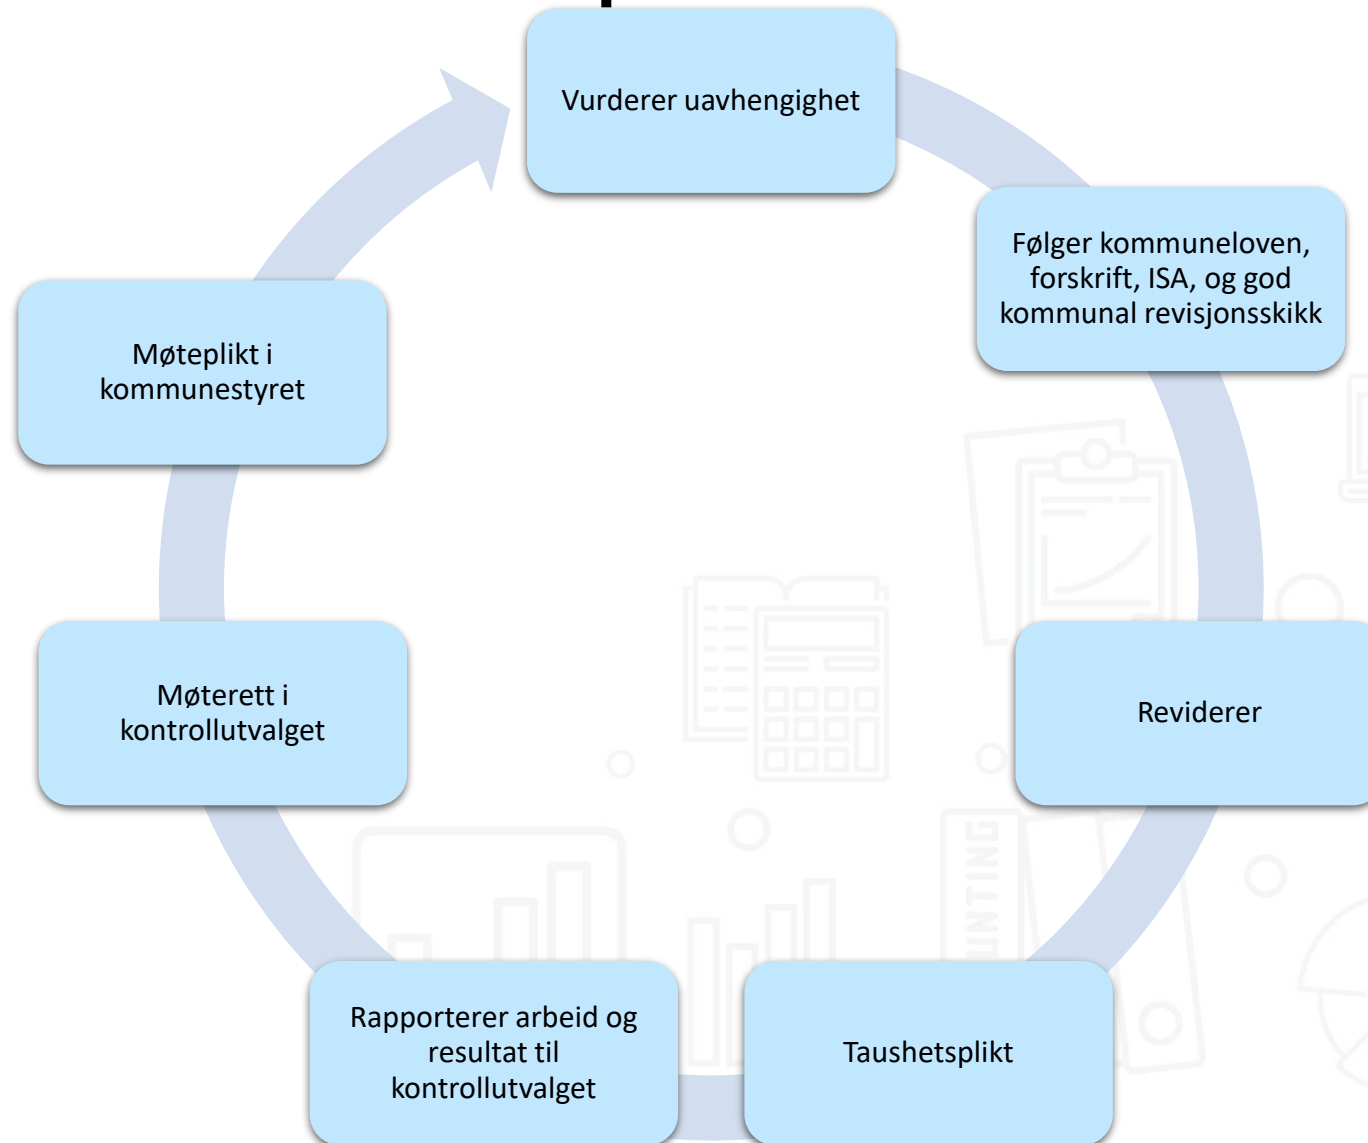 Vurderer uavhengighet
Følger kommuneloven,
forskrift, ISA, og god
kommunal revisjonsskikk
Reviderer
Taushetsplikt
Rapporterer arbeid og
resultat til
kontrollutvalget
Møterett i
kontrollutvalget
Møteplikt i
kommunestyret
UNTING